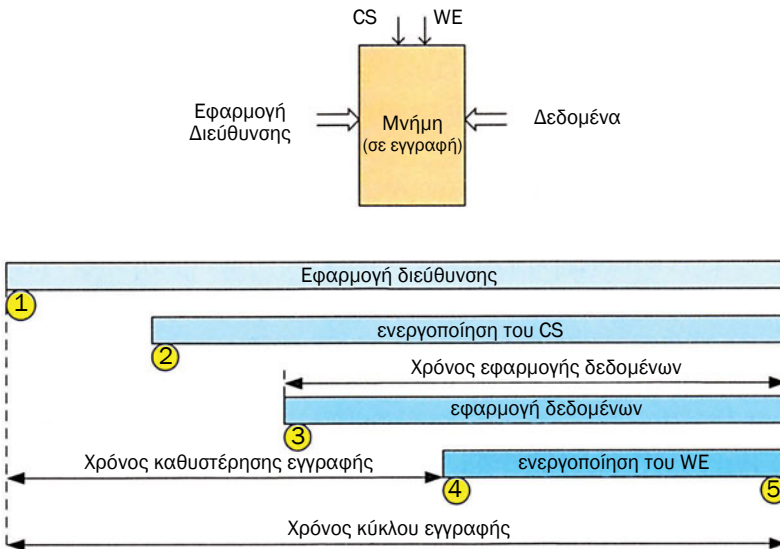 CS WE
Εφαρμογή
Διεύθυνσης
Μνήμη
(σε εγγραφή)
Δεδομένα
Εφαρμογή διεύθυνσης
1
ενεργοποίηση του CS
2
Χρόνος εφαρμογής δεδομένων
εφαρμογή δεδομένων
3
Χρόνος καθυστέρησης εγγραφής
ενεργοποίηση του WE
4 5
Χρόνος κύκλου εγγραφής